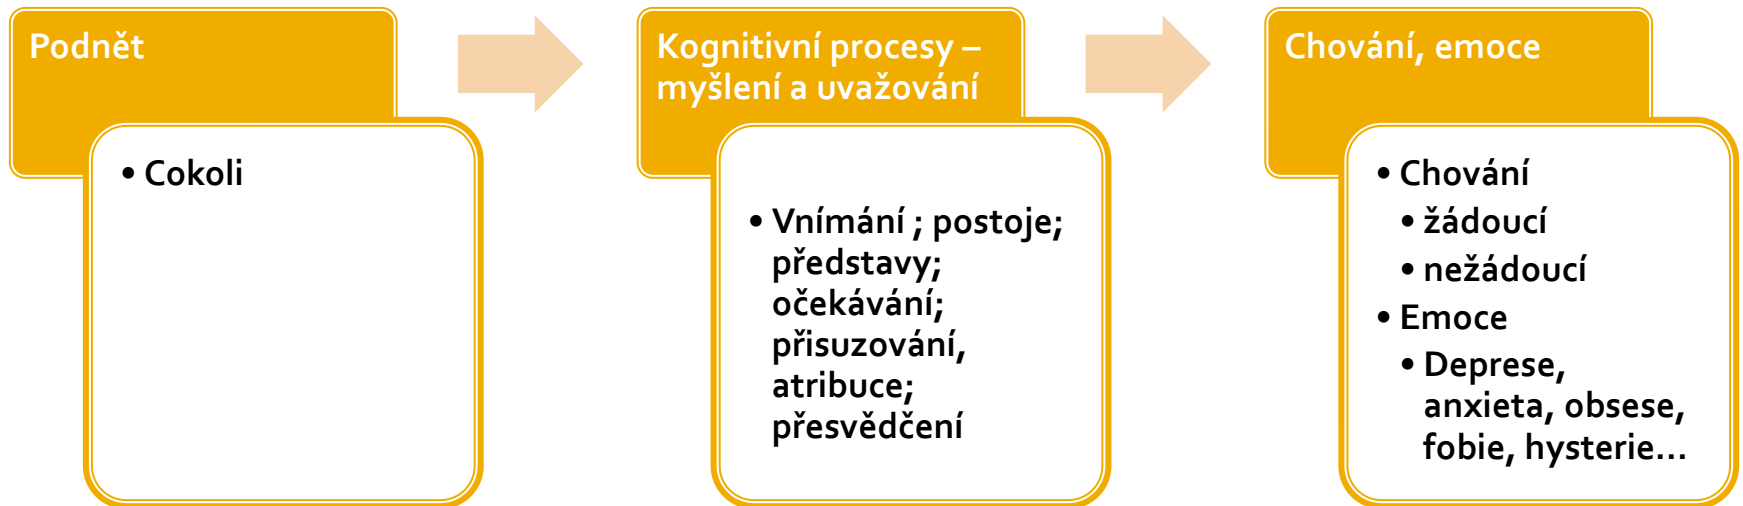 Podnět
• Cokoli
Kognitivní procesy –
myšlení a uvažování
• Vnímání ; postoje;
představy;
očekávání;
přisuzování,
atribuce;
přesvědčení
Chování, emoce
• Chování
• žádoucí
• nežádoucí
• Emoce
• Deprese,
anxieta, obsese,
fobie, hysterie...